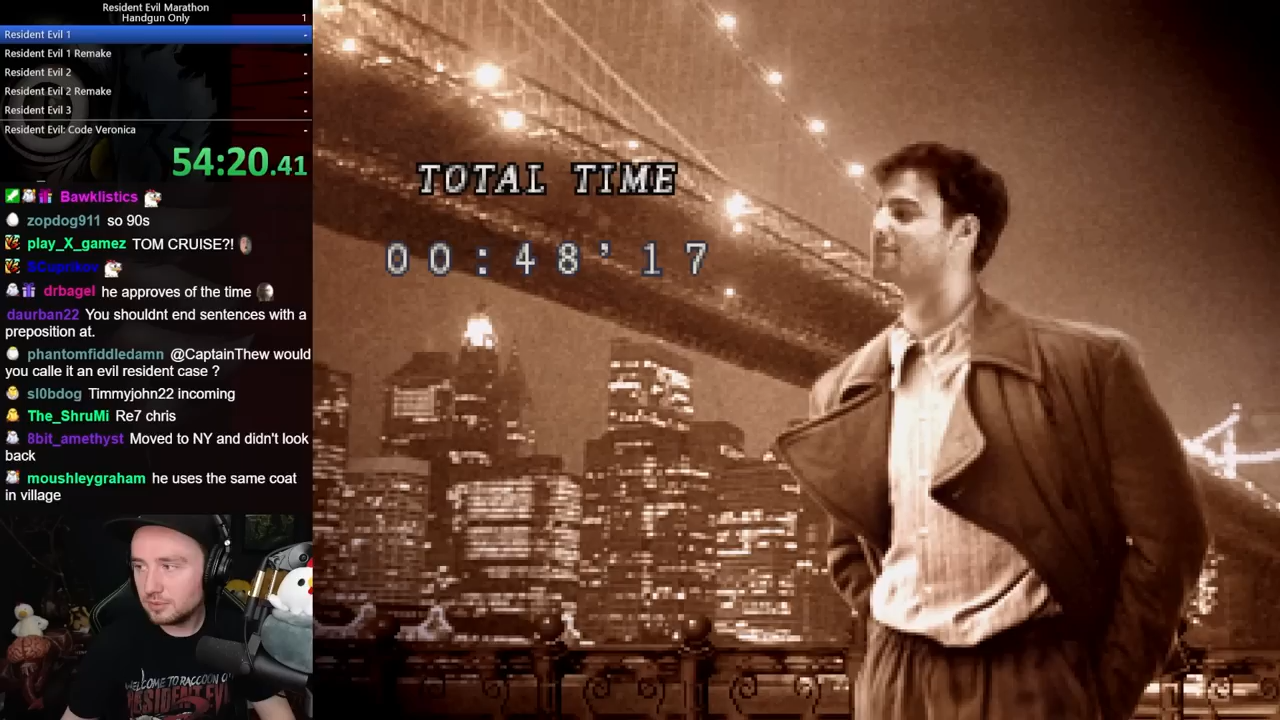 Resident Evil Marathon
Handgun Only 1
Resident Evil 1 -
Resident Evil 1 Remake -
Resident Evil 2 -
Resident Evil 2 Remake -
Resident Evil 3 -
Resident Evil: Code Veronica -
54:20.41
Bawklistics
zopdog911 so 90s
play_X_gamez TOM CRUISE?!
SCuprikov
drbagel he approves of the time
daurban22 You shouldnt end sentences with a
preposition at.
phantomfiddledamn @CaptainThew would
you calle it an evil resident case ?
sl0bdog Timmyjohn22 incoming
The_ShruMi Re7 chris
8bit_amethyst Moved to NY and didn't look
back
moushleygraham he uses the same coat
in village
TOTAL TIME
00:48'17
WELCOME TO RACCOON
RESIDENT EVIL